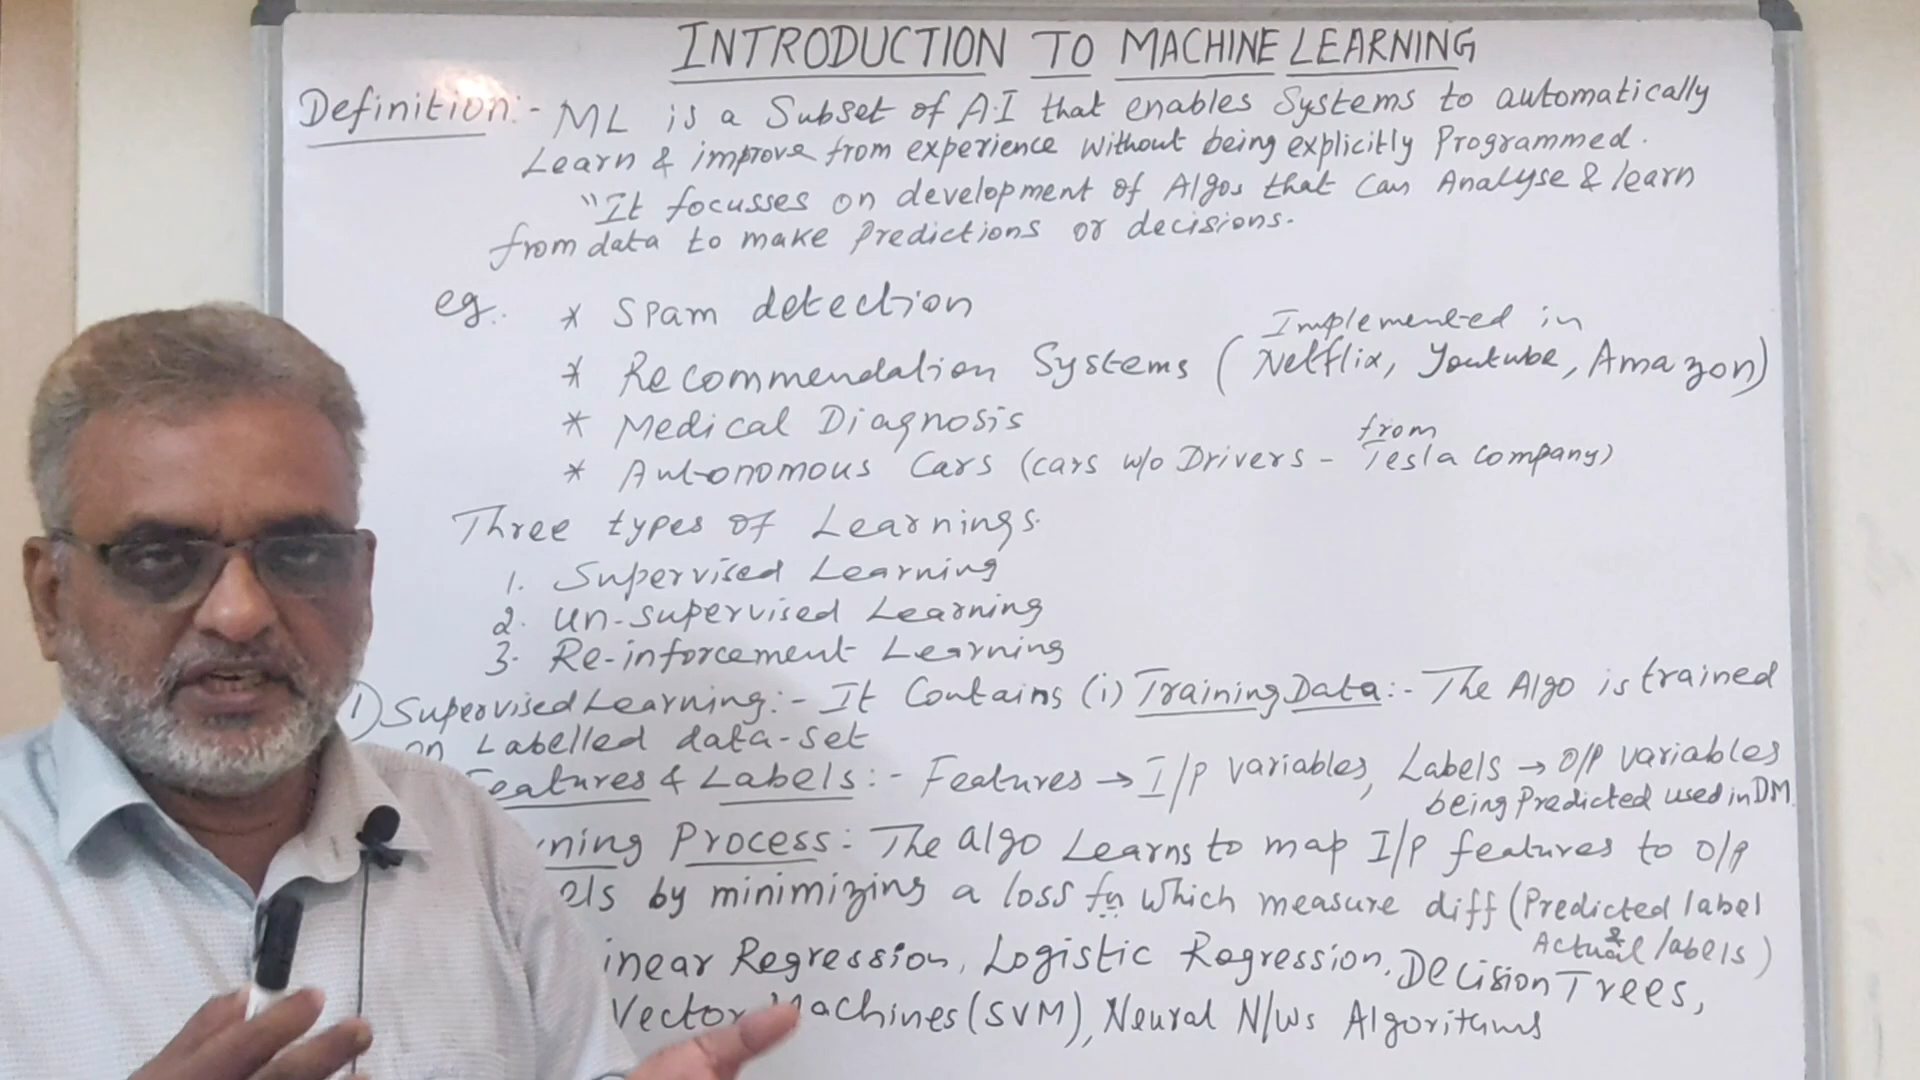 INTRODUCTION TO MACHINE LEARNING
Definition:- ML is a Subset of A.I that enables Systems to automatically
Learn & improve from experience without being explicitly Programmed.
"It focusses on development of Algos that Can Analyse & learn
from data to make Predictions or decisions.
eg.. * Spam detection
Implemented in
* Recommendation Systems (Netflix, Youtube, Amazon)
* Medical Diagnosis
from
* Autonomous Cars (cars w/o Drivers - Tesla company)
Three types of Learnings.
1. Supervised Learning
2. Un-supervised Learning
3. Re-inforcement Learning
1) Supervised Learning:- It Contains (i) Training Data:- The Algo is trained
on Labelled data-set
eatures & Labels:- Features → I/p variables, Labels → O/p variables
being Predicted used in DM.
ning Process: The algo Learns to map I/p features to O/p
els by minimizing a loss fn which measure diff (Predicted label
& Actual labels)
inear Regression, Logistic Regression, Decision Trees,
Vector Machines (SVM), Neural N/ws Algorithms